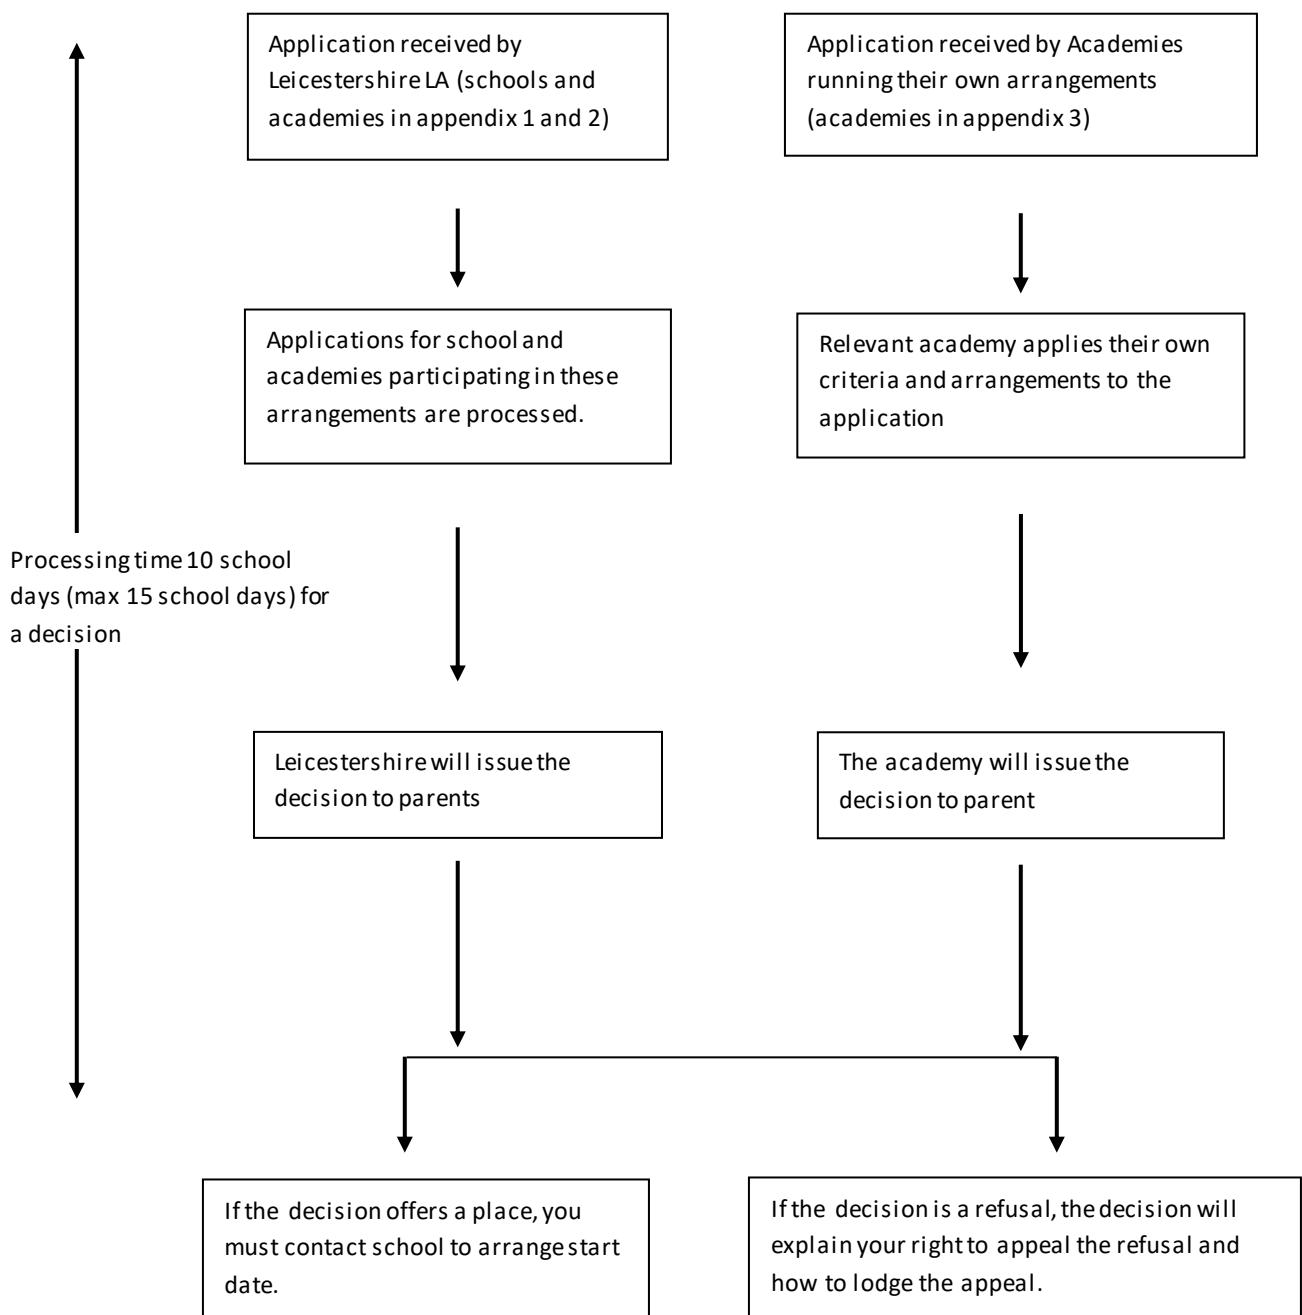 Application received by
Leicestershire LA (schools and
academies in appendix 1 and 2)
Application received by Academies
running their own arrangements
(academies in appendix 3)
Applications for school and
academies participating in these
arrangements are processed.
Relevant academy applies their own
criteria and arrangements to the
application
Processing time 10 school
days (max 15 school days) for
a decision
Leicestershire will issue the
decision to parents
The academy will issue the
decision to parent
If the decision offers a place, you
must contact school to arrange start
date.
If the decision is a refusal, the decision will
explain your right to appeal the refusal and
how to lodge the appeal.